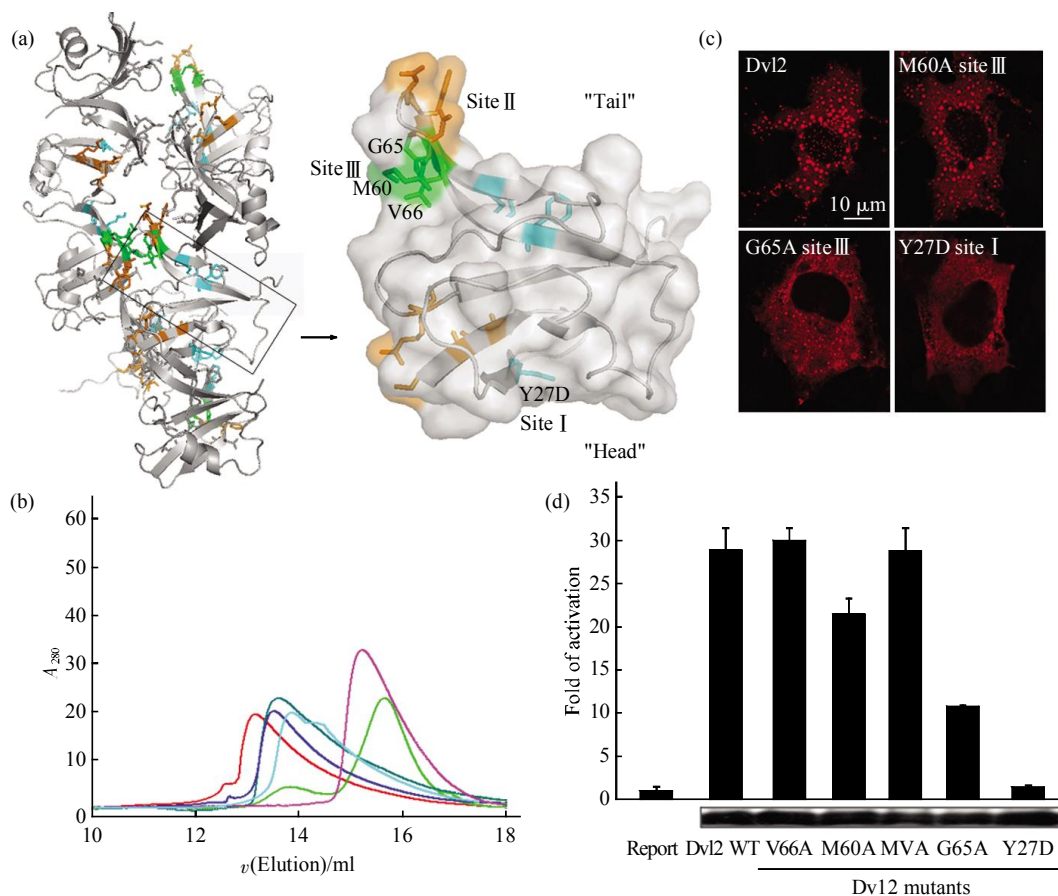 (a)
Site Ⅱ
"Tail"
G65
Site Ⅲ
M60
V66
Y27D
Site Ⅰ
"Head"
(c)
Dvl2
M60A site Ⅲ
10 μm
G65A site Ⅲ
Y27D site Ⅰ
(b)
60
50
40
30
20
10
0
A280
10 12 14 16 18
v(Elution)/ml
(d)
35
30
25
20
15
10
5
0
Fold of activation
Report Dvl2 WT V66A M60A MVA G65A Y27D
Dvl2 mutants